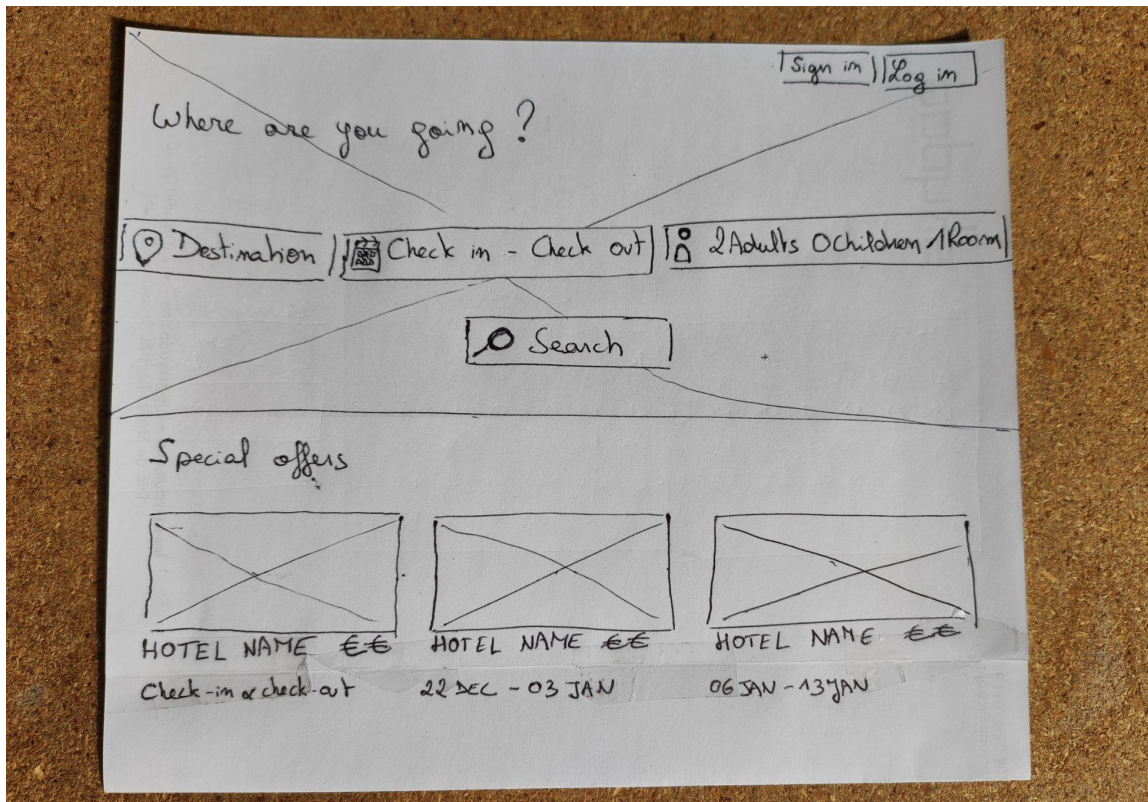 Sign in Log in
Where are you going?
Destination Check in - Check out 2 Adults 0 Children 1 Room
Search
Special offers
HOTEL NAME €€ HOTEL NAME €€ HOTEL NAME €€
Check-in & check-out 22 DEC - 03 JAN 06 JAN - 13 JAN